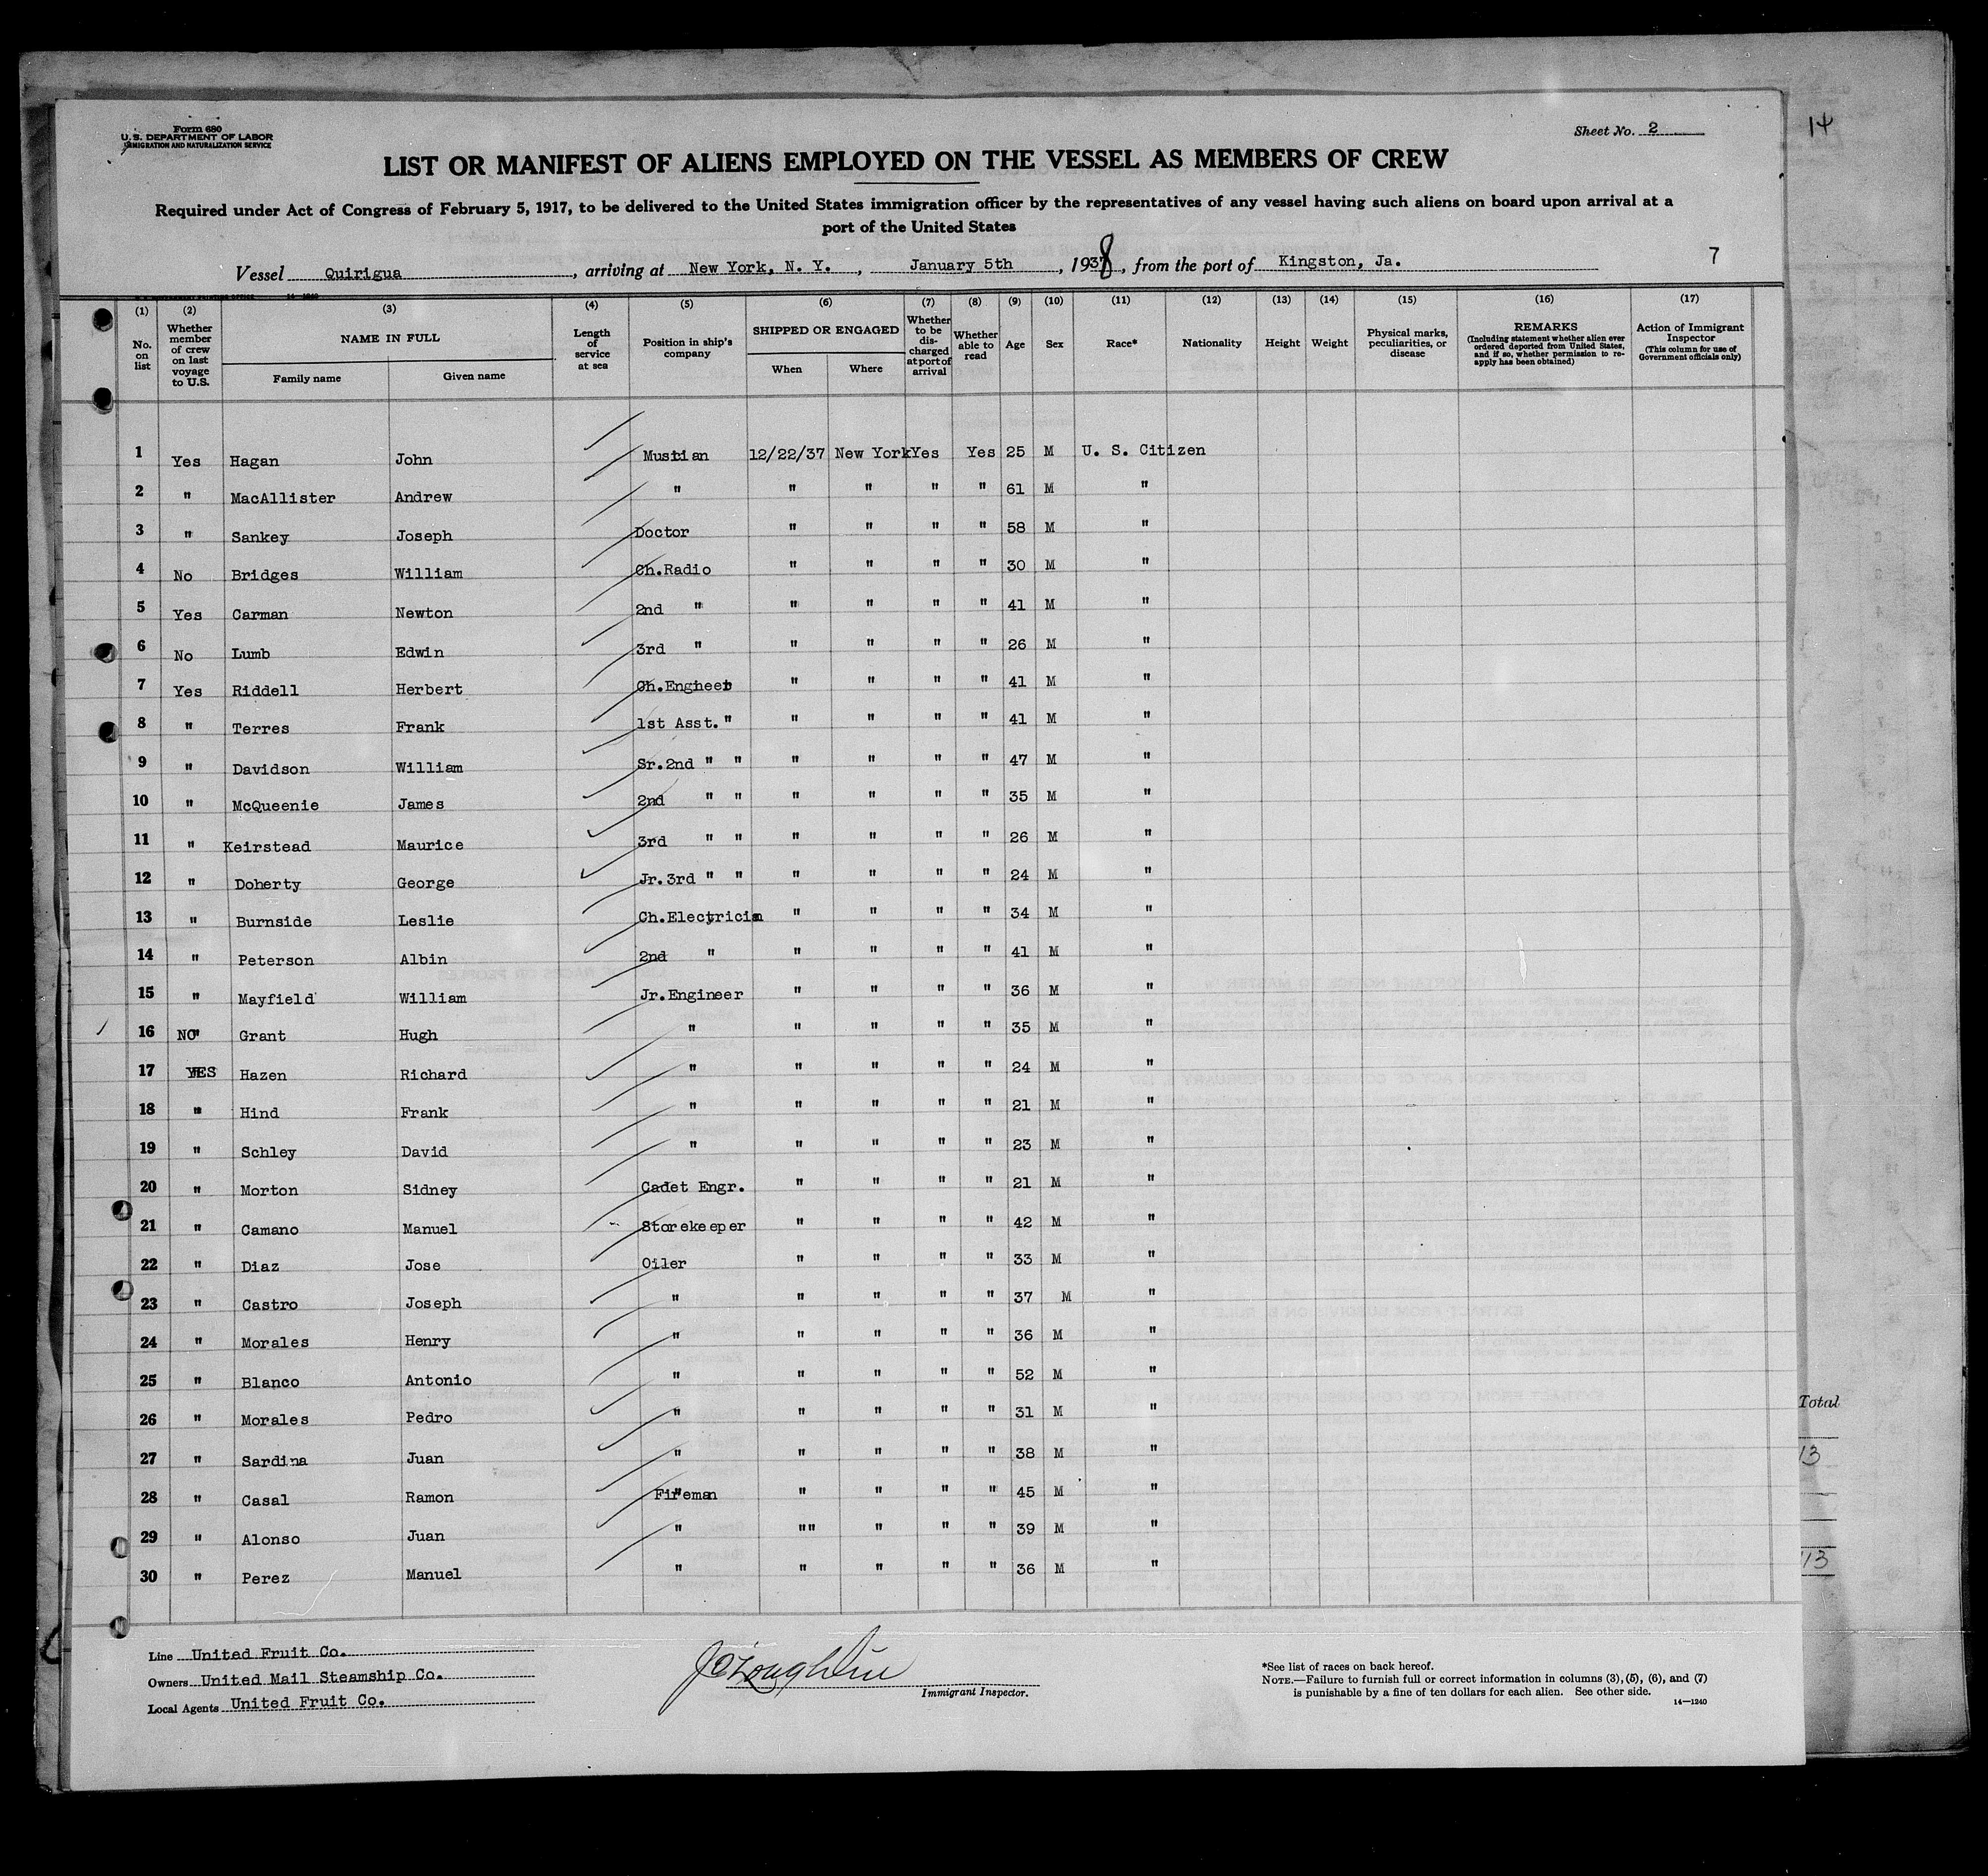 Form 680
U. S. DEPARTMENT OF LABOR
IMMIGRATION AND NATURALIZATION SERVICE
Sheet No. 2
14
LIST OR MANIFEST OF ALIENS EMPLOYED ON THE VESSEL AS MEMBERS OF CREW
Required under Act of Congress of February 5, 1917, to be delivered to the United States immigration officer by the representatives of any vessel having such aliens on board upon arrival at a
port of the United States
7
Vessel Quirigua, arriving at New York, N. Y., January 5th, 1938, from the port of Kingston, Ja.
(1) (2) (3) (4) (5) (6) (7) (8) (9) (10) (11) (12) (13) (14) (15) (16) (17)
No. on list Whether member of crew on last voyage to U.S. NAME IN FULL Family name Given name Length of service at sea Position in ship's company SHIPPED OR ENGAGED When Where Whether to be discharged at port of arrival Whether able to read Age Sex Race* Nationality Height Weight Physical marks, peculiarities, or disease REMARKS (Including statement whether alien ever ordered deported from United States, and if so, whether permission to reapply has been obtained) Action of Immigrant Inspector (This column for use of Government officials only)
1 Yes Hagan John Musician 12/22/37 New York Yes Yes 25 M U. S. Citizen
2 " MacAllister Andrew " " " " " 61 M "
3 " Sankey Joseph Doctor " " " " 58 M "
4 No Bridges William Ch.Radio " " " " 30 M "
5 Yes Carman Newton 2nd " " " " " 41 M "
6 No Lumb Edwin 3rd " " " " " 26 M "
7 Yes Riddell Herbert Ch.Engineer " " " " 41 M "
8 " Terres Frank 1st Asst." " " " " 41 M "
9 " Davidson William Sr.2nd " " " " " " 47 M "
10 " McQueenie James 2nd " " " " " " 35 M "
11 " Keirstead Maurice 3rd " " " " " " 26 M "
12 " Doherty George Jr.3rd " " " " " " 24 M "
13 " Burnside Leslie Ch.Electrician " " " " 34 M "
14 " Peterson Albin 2nd " " " " " 41 M "
15 " Mayfield William Jr.Engineer " " " " 36 M "
16 NO" Grant Hugh " " " " " 35 M "
17 YES Hazen Richard " " " " " 24 M "
18 " Hind Frank " " " " " 21 M "
19 " Schley David " " " " " 23 M "
20 " Morton Sidney Cadet Engr. " " " " 21 M "
21 " Camano Manuel Storekeeper " " " " 42 M "
22 " Diaz Jose Oiler " " " " 33 M "
23 " Castro Joseph " " " " " 37 M "
24 " Morales Henry " " " " " 36 M "
25 " Blanco Antonio " " " " " 52 M "
26 " Morales Pedro " " " " " 31 M "
27 " Sardina Juan " " " " " 38 M "
28 " Casal Ramon Fireman " " " " 45 M "
29 " Alonso Juan " "" " " " 39 M "
30 " Perez Manuel " " " " " 36 M "
Total
13
13
Line United Fruit Co.
Owners United Mail Steamship Co.
Local Agents United Fruit Co.
J O'Loughlin
Immigrant Inspector.
*See list of races on back hereof.
NOTE.—Failure to furnish full or correct information in columns (3), (5), (6), and (7)
is punishable by a fine of ten dollars for each alien. See other side.
14—1240